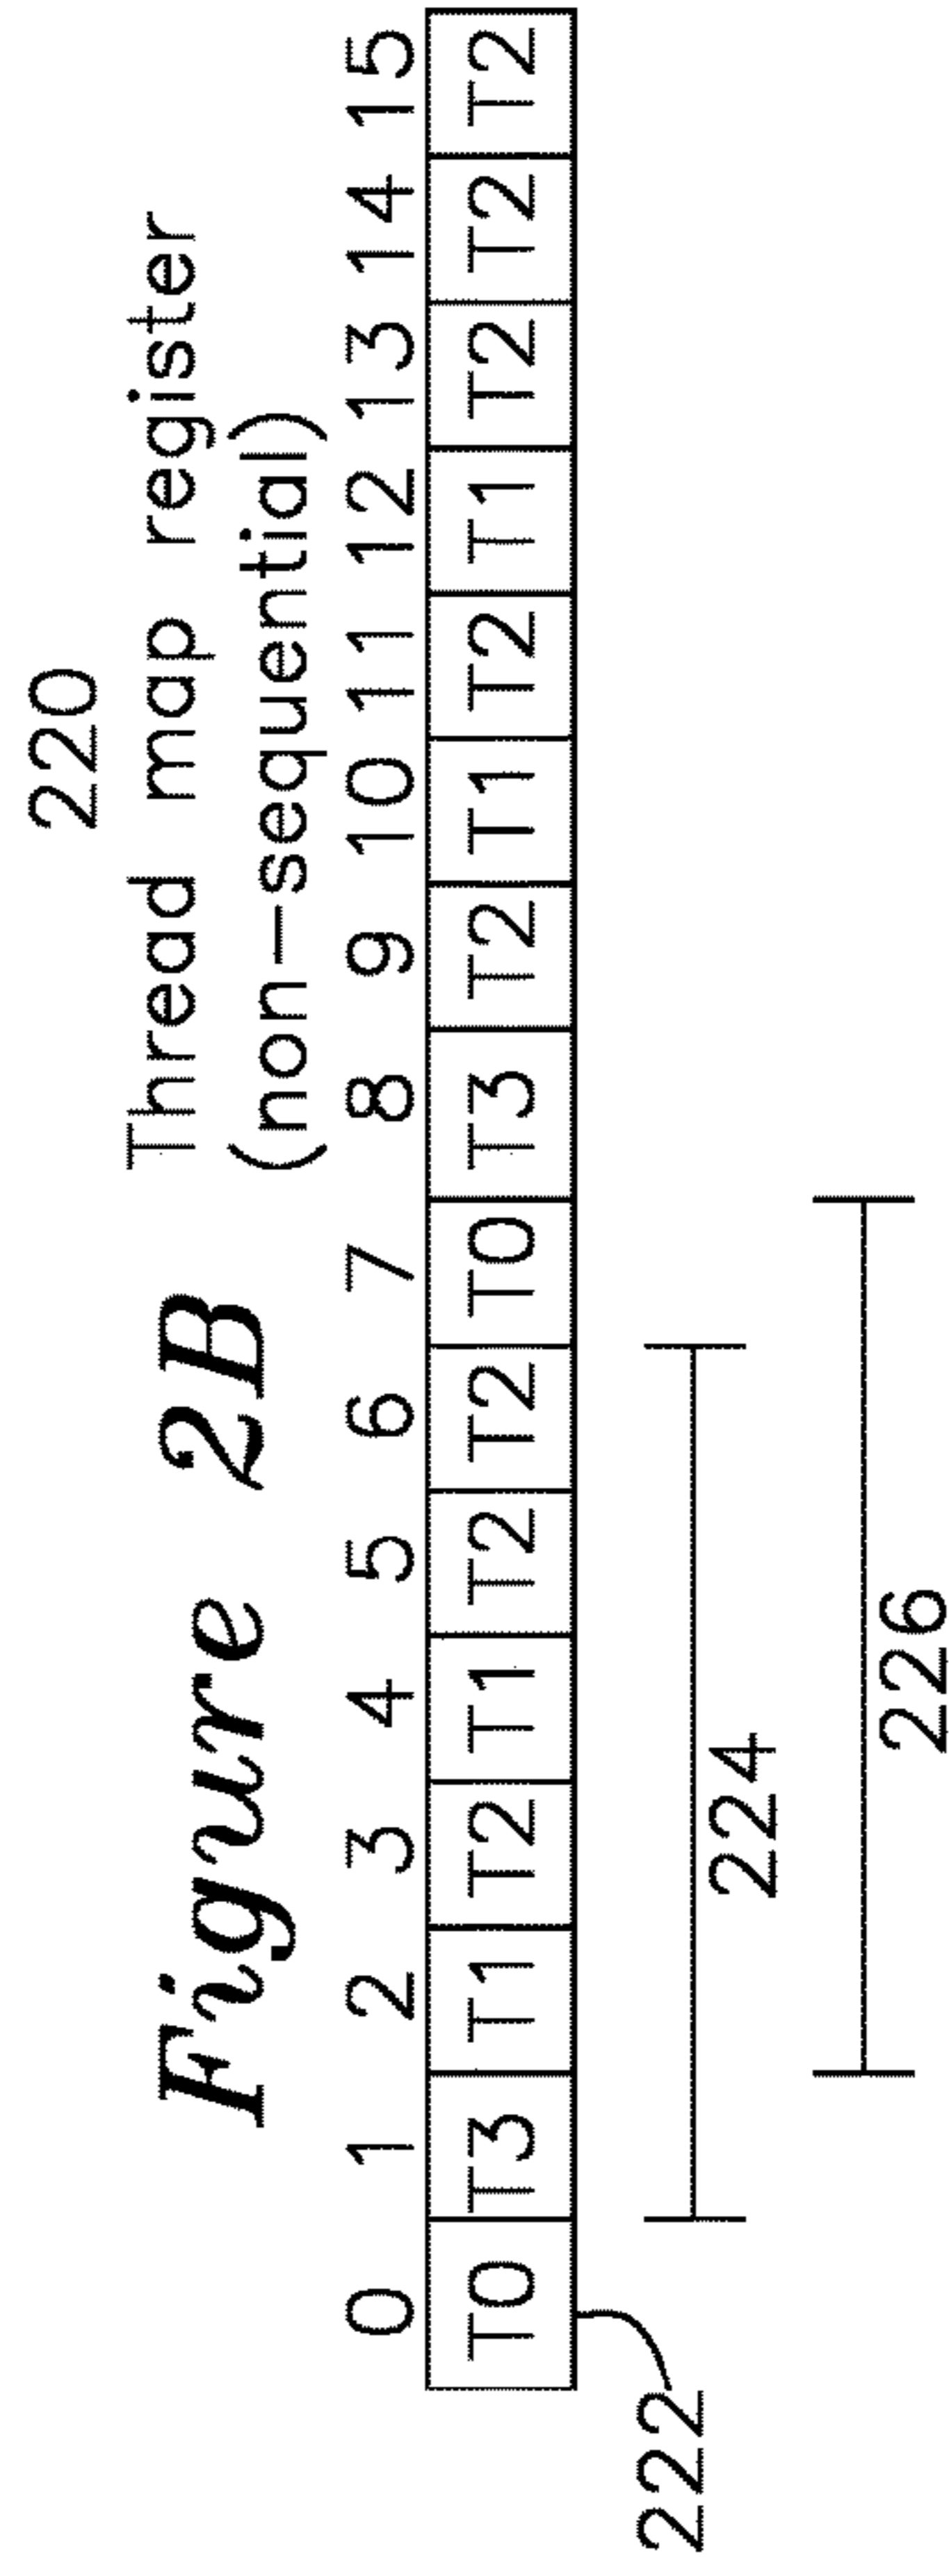 220
Figure 2B Thread map register
(non-sequential)
0 1 2 3 4 5 6 7 8 9 10 11 12 13 14 15
T0 T3 T1 T2 T1 T2 T2 T0 T3 T2 T1 T2 T1 T2 T2 T2
222
224
226